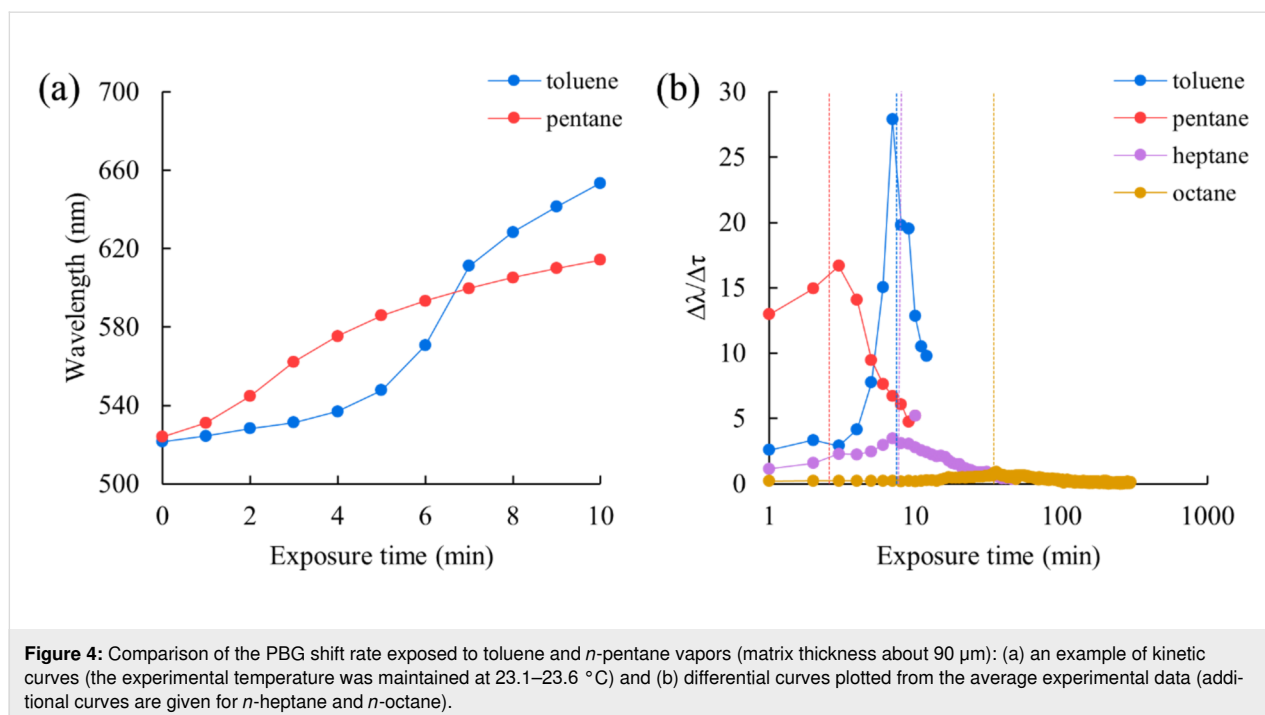 (a)
toluene
pentane
700
660
620
580
540
500
Wavelength (nm)
0 2 4 6 8 10
Exposure time (min)
(b)
toluene
pentane
heptane
octane
30
25
20
15
10
5
0
Δλ/Δτ
1 10 100 1000
Exposure time (min)
Figure 4: Comparison of the PBG shift rate exposed to toluene and n-pentane vapors (matrix thickness about 90 μm): (a) an example of kinetic
curves (the experimental temperature was maintained at 23.1–23.6 °C) and (b) differential curves plotted from the average experimental data (addi-
tional curves are given for n-heptane and n-octane).